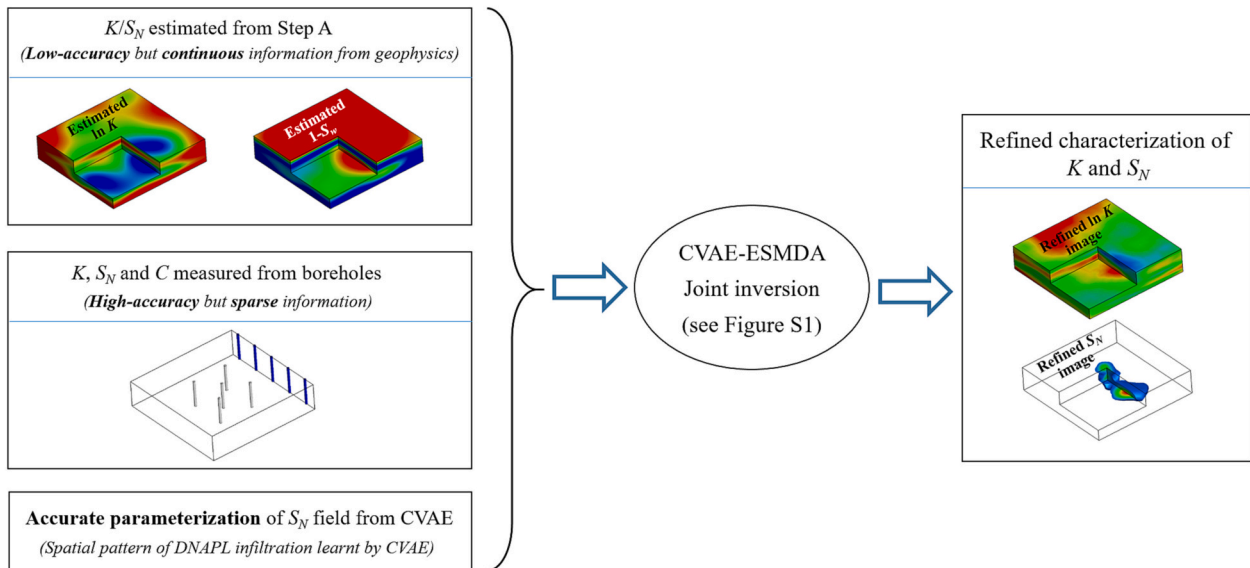 K/S_N estimated from Step A
(Low-accuracy but continuous information from geophysics)
Estimated
ln K
Estimated
1-S_w
K, S_N and C measured from boreholes
(High-accuracy but sparse information)
Accurate parameterization of S_N field from CVAE
(Spatial pattern of DNAPL infiltration learnt by CVAE)
CVAE-ESMDA
Joint inversion
(see Figure S1)
Refined characterization of
K and S_N
Refined ln K
image
Refined S_N
image